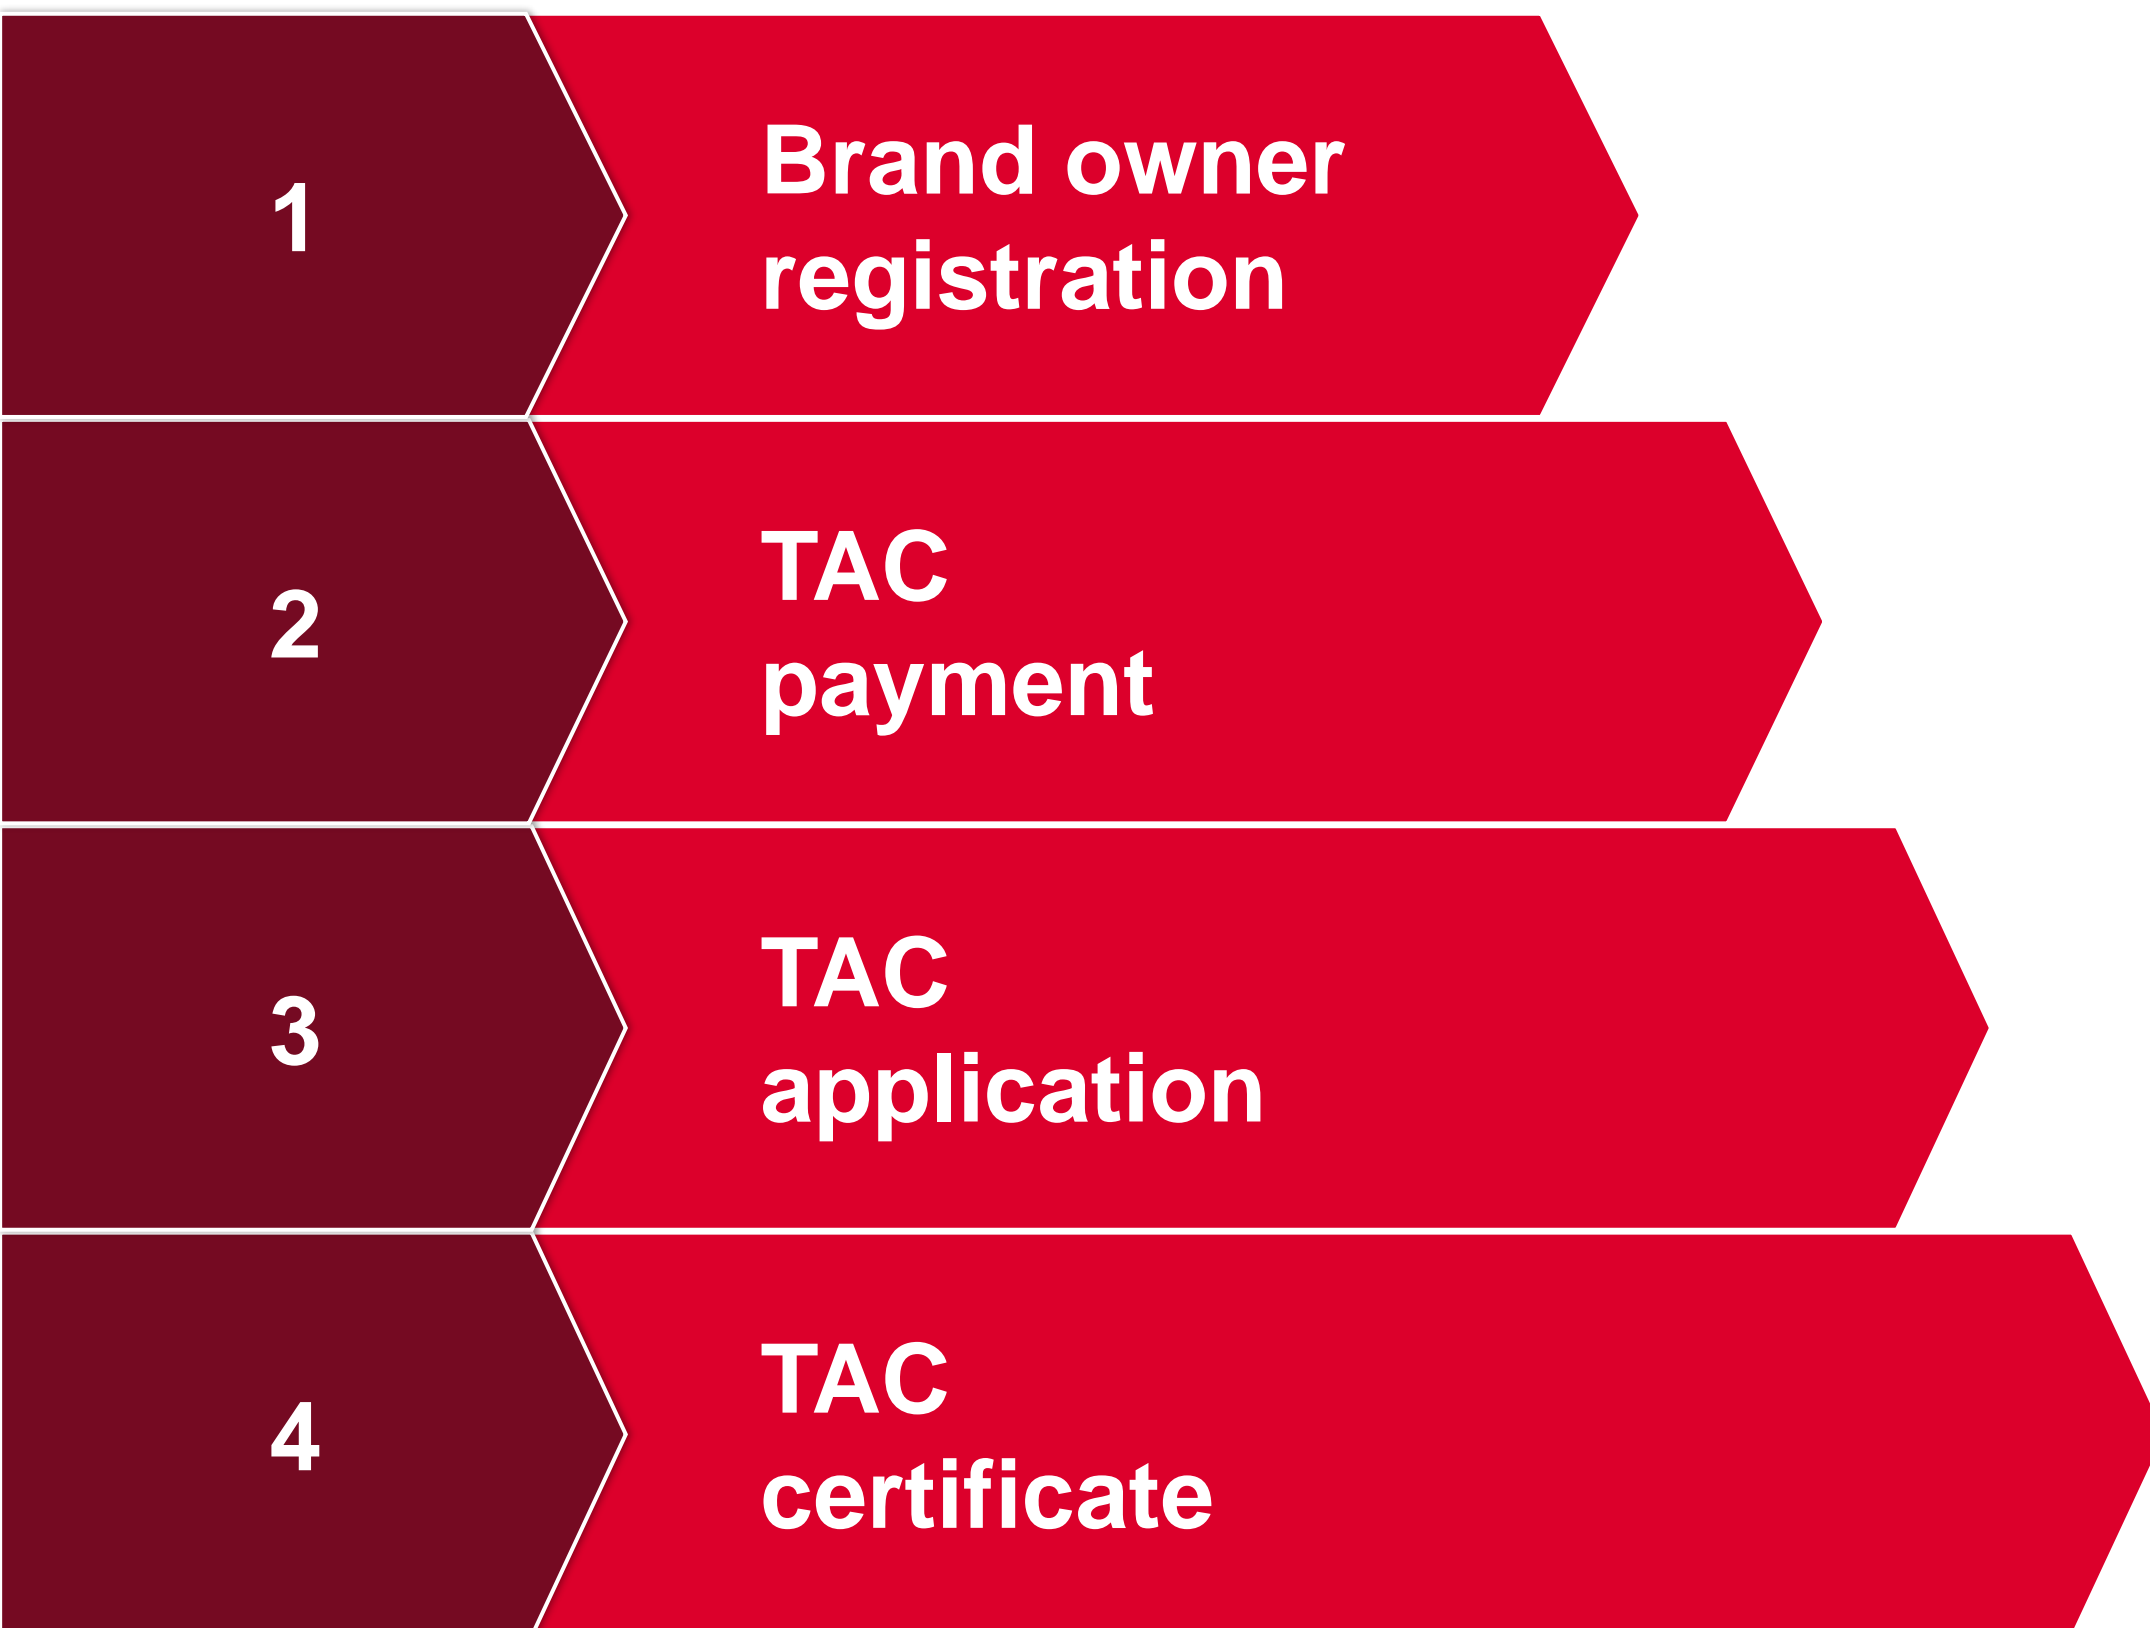 1
Brand owner
registration
2
TAC
payment
3
TAC
application
4
TAC
certificate